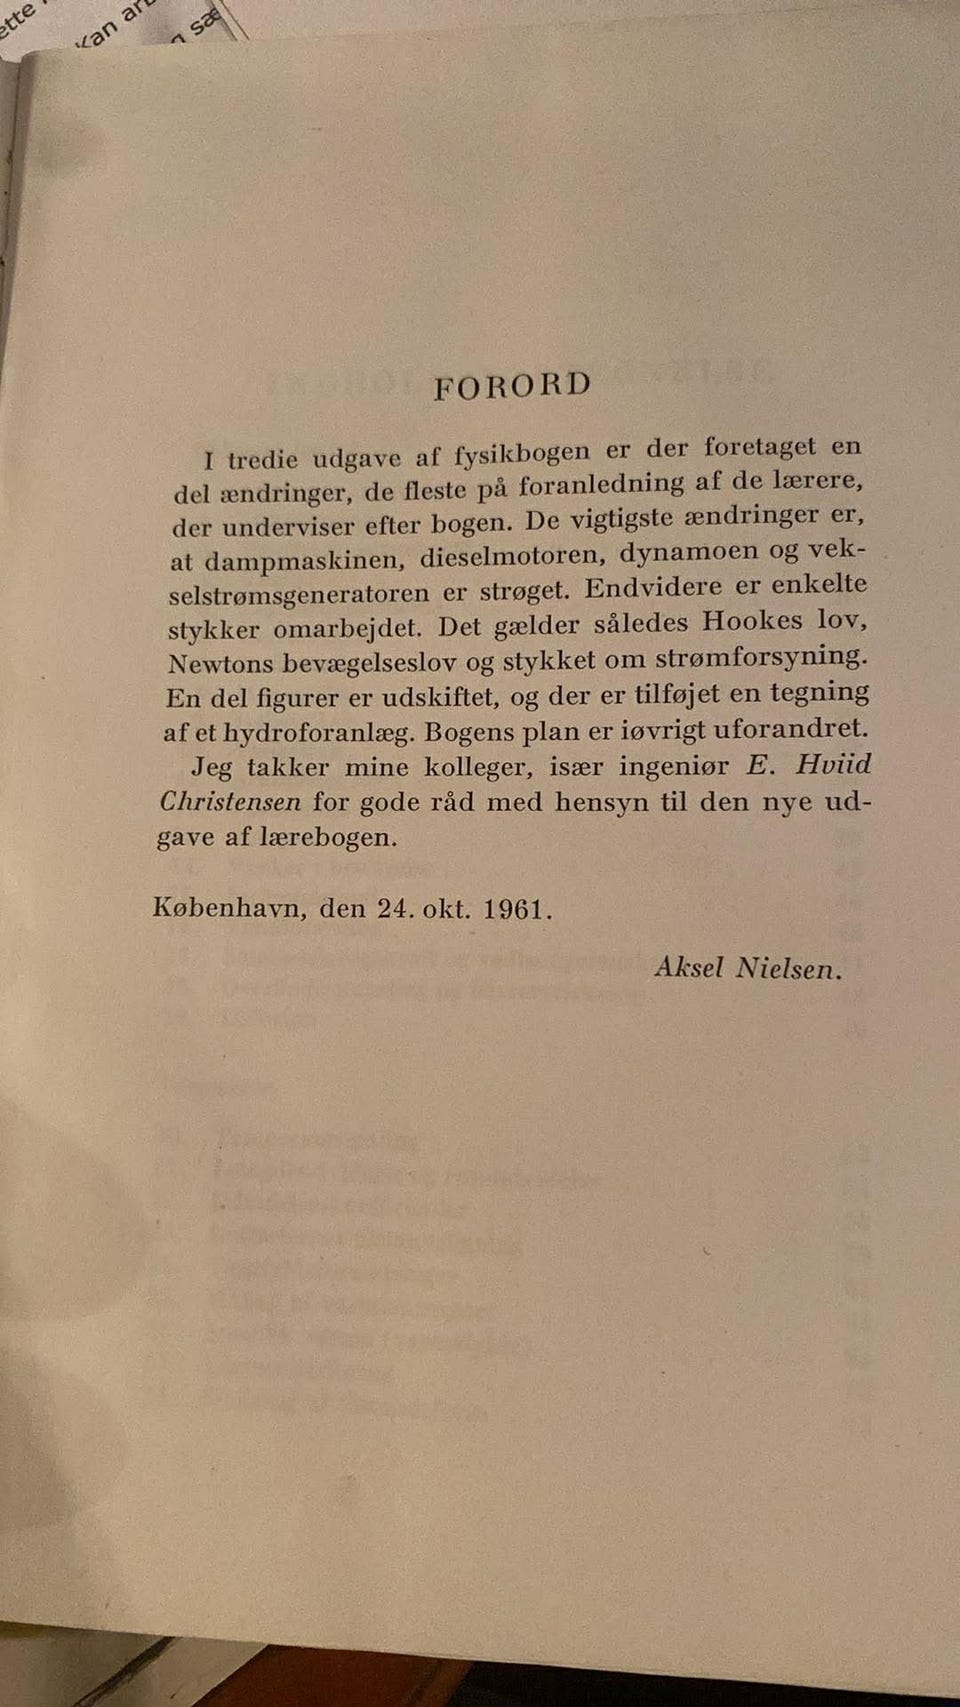 ette
Kan
sæ
FORORD
I tredie udgave af fysikbogen er der foretaget en
del ændringer, de fleste på foranledning af de lærere,
der underviser efter bogen. De vigtigste ændringer er,
at dampmaskinen, dieselmotoren, dynamoen og vek-
selstrømsgeneratoren er strøget. Endvidere er enkelte
stykker omarbejdet. Det gælder således Hookes lov,
Newtons bevægelseslov og stykket om strømforsyning.
En del figurer er udskiftet, og der er tilføjet en tegning
af et hydroforanlæg. Bogens plan er iøvrigt uforandret.
Jeg takker mine kolleger, især ingeniør E. Hviid
Christensen for gode råd med hensyn til den nye ud-
gave af lærebogen.
København, den 24. okt. 1961.
Aksel Nielsen.